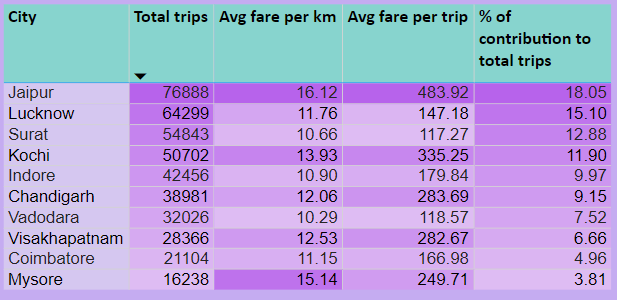 City Total trips Avg fare per km Avg fare per trip % of
contribution to
total trips
Jaipur 76888 16.12 483.92 18.05
Lucknow 64299 11.76 147.18 15.10
Surat 54843 10.66 117.27 12.88
Kochi 50702 13.93 335.25 11.90
Indore 42456 10.90 179.84 9.97
Chandigarh 38981 12.06 283.69 9.15
Vadodara 32026 10.29 118.57 7.52
Visakhapatnam 28366 12.53 282.67 6.66
Coimbatore 21104 11.15 166.98 4.96
Mysore 16238 15.14 249.71 3.81